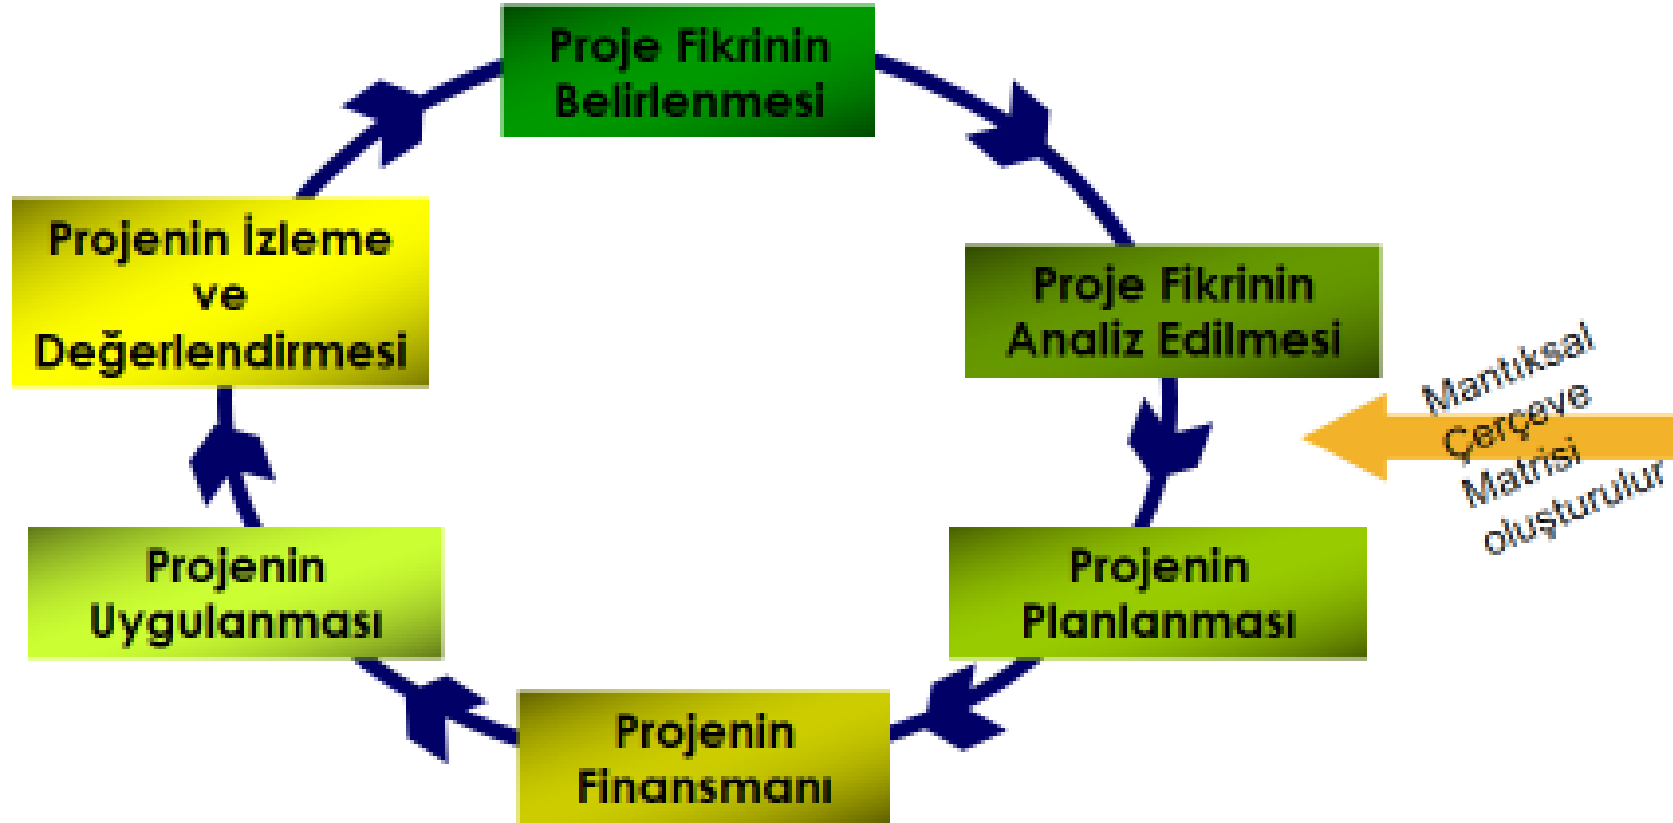 Proje Fikrinin
Belirlenmesi
Proje Fikrinin
Analiz Edilmesi
Mantıksal
Çerçeve
Matrisi
oluşturulur
Projenin
Planlanması
Projenin
Finansmanı
Projenin
Uygulanması
Projenin İzleme
ve
Değerlendirmesi